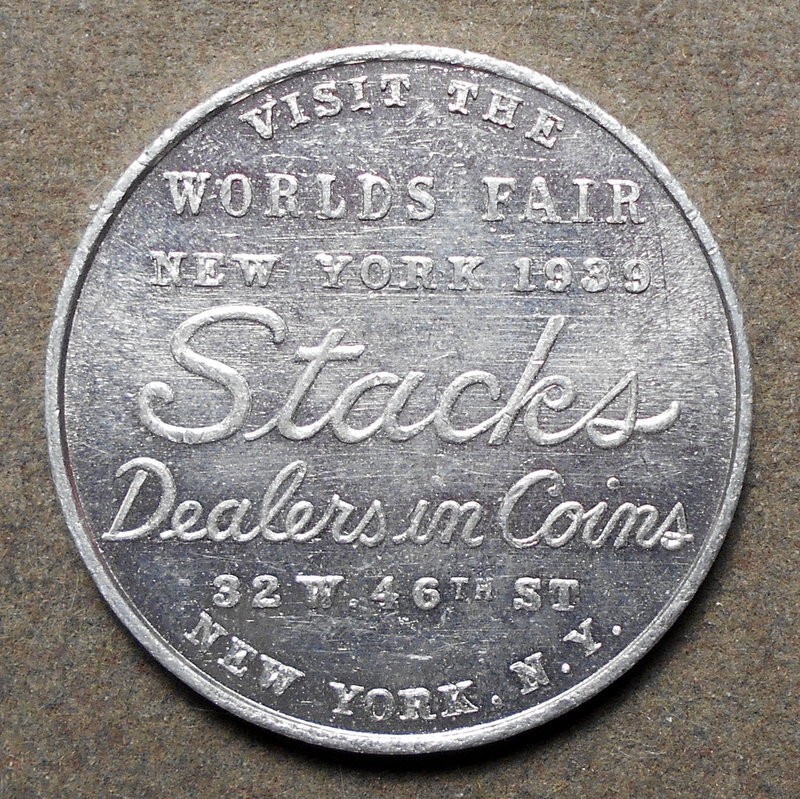 VISIT THE
WORLDS FAIR
NEW YORK 1939
Stacks
Dealers in Coins
32 W. 46TH ST
NEW YORK. N.Y.